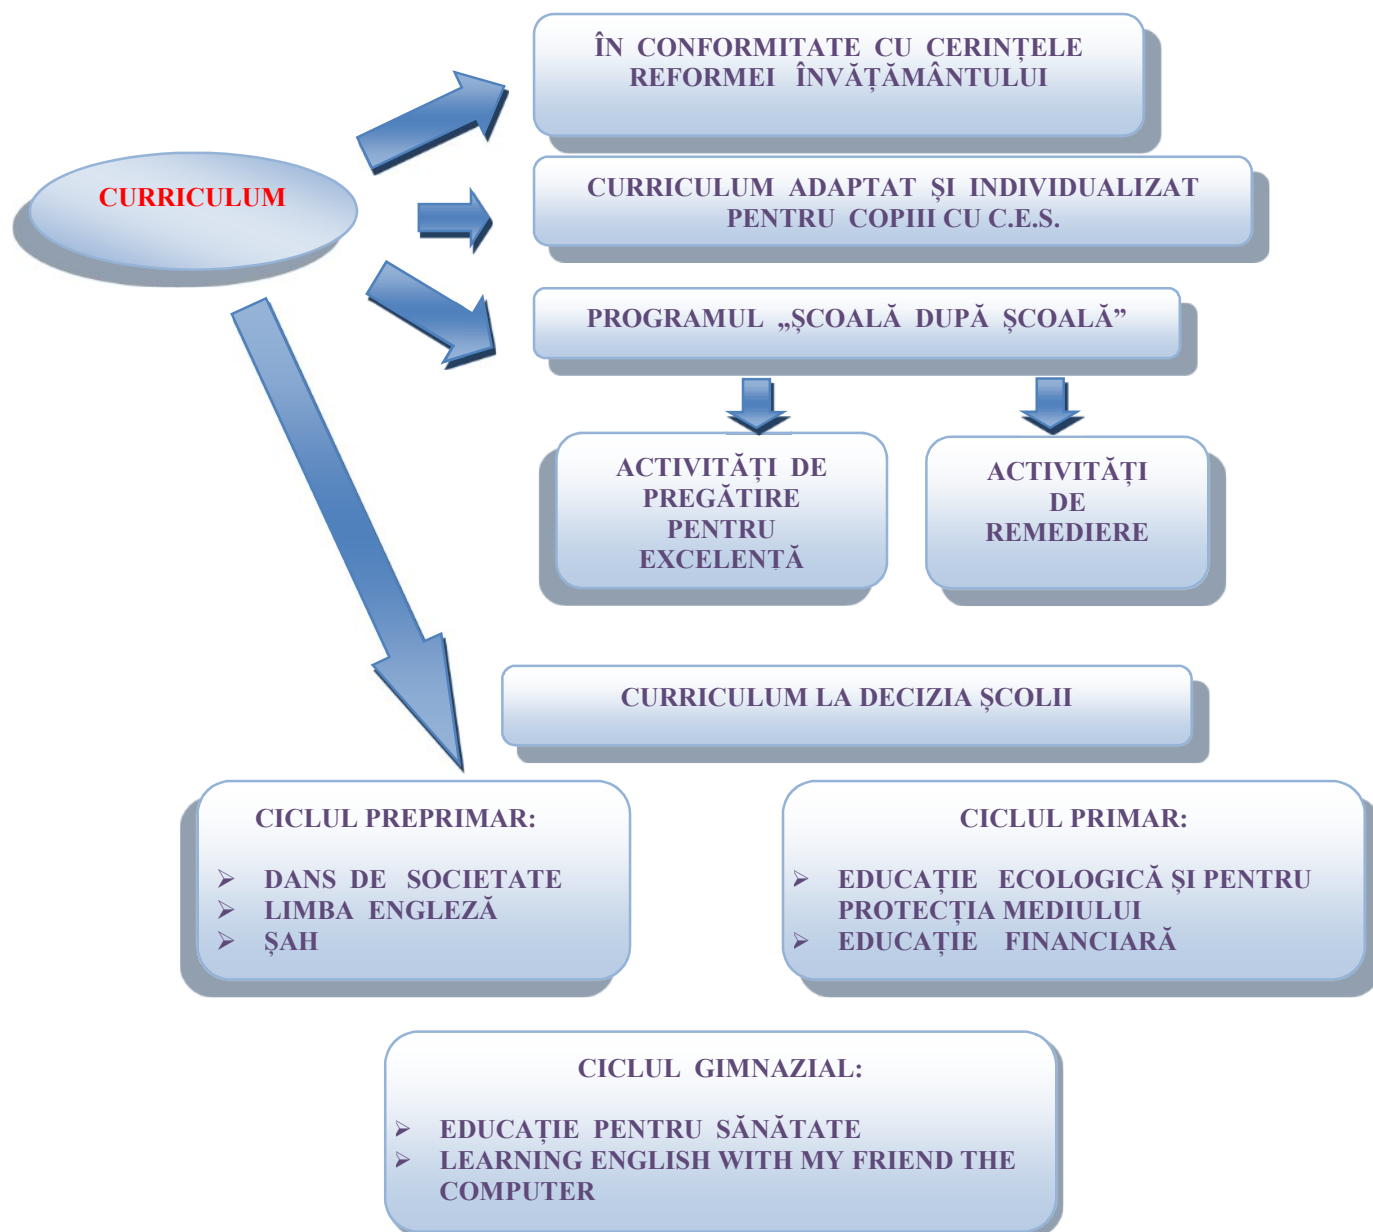 ÎN CONFORMITATE CU CERINȚELE
REFORMEI ÎNVĂȚĂMÂNTULUI
CURRICULUM
CURRICULUM ADAPTAT ȘI INDIVIDUALIZAT
PENTRU COPIII CU C.E.S.
PROGRAMUL „ȘCOALĂ DUPĂ ȘCOALĂ”
ACTIVITĂȚI DE
PREGĂTIRE
PENTRU
EXCELENȚĂ
ACTIVITĂȚI
DE
REMEDIERE
CURRICULUM LA DECIZIA ȘCOLII
CICLUL PREPRIMAR:
➢ DANS DE SOCIETATE
➢ LIMBA ENGLEZĂ
➢ ȘAH
CICLUL PRIMAR:
➢ EDUCAȚIE ECOLOGICĂ ȘI PENTRU
PROTECȚIA MEDIULUI
➢ EDUCAȚIE FINANCIARĂ
CICLUL GIMNAZIAL:
➢ EDUCAȚIE PENTRU SĂNĂTATE
➢ LEARNING ENGLISH WITH MY FRIEND THE
COMPUTER